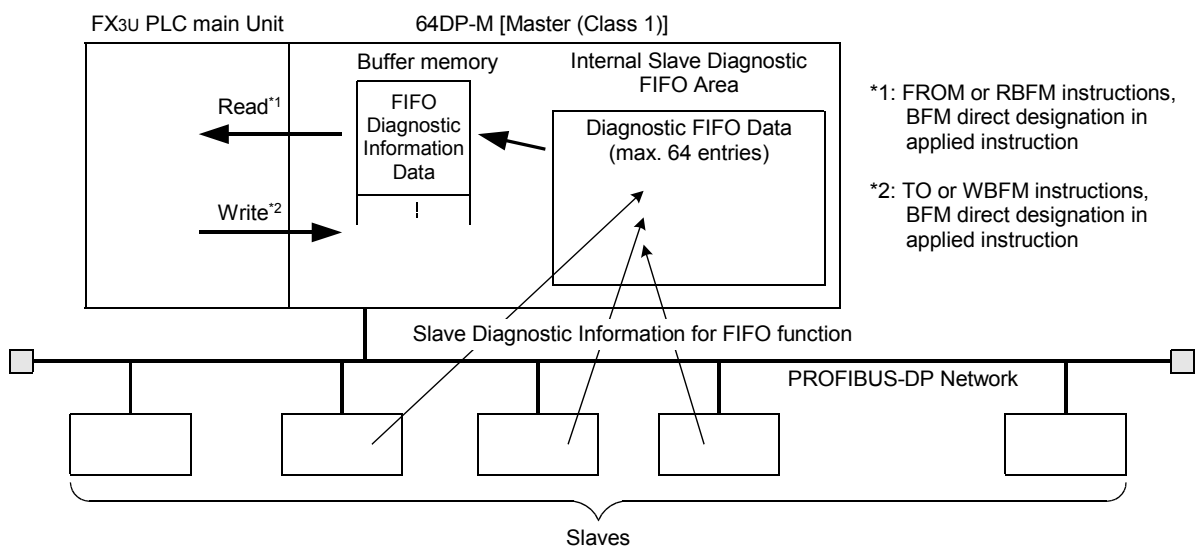 FX3U PLC main Unit
64DP-M [Master (Class 1)]
Buffer memory
Internal Slave Diagnostic
FIFO Area
FIFO
Diagnostic
Information
Data
Diagnostic FIFO Data
(max. 64 entries)
Read*1
Write*2
*1: FROM or RBFM instructions,
BFM direct designation in
applied instruction
*2: TO or WBFM instructions,
BFM direct designation in
applied instruction
Slave Diagnostic Information for FIFO function
PROFIBUS-DP Network
Slaves